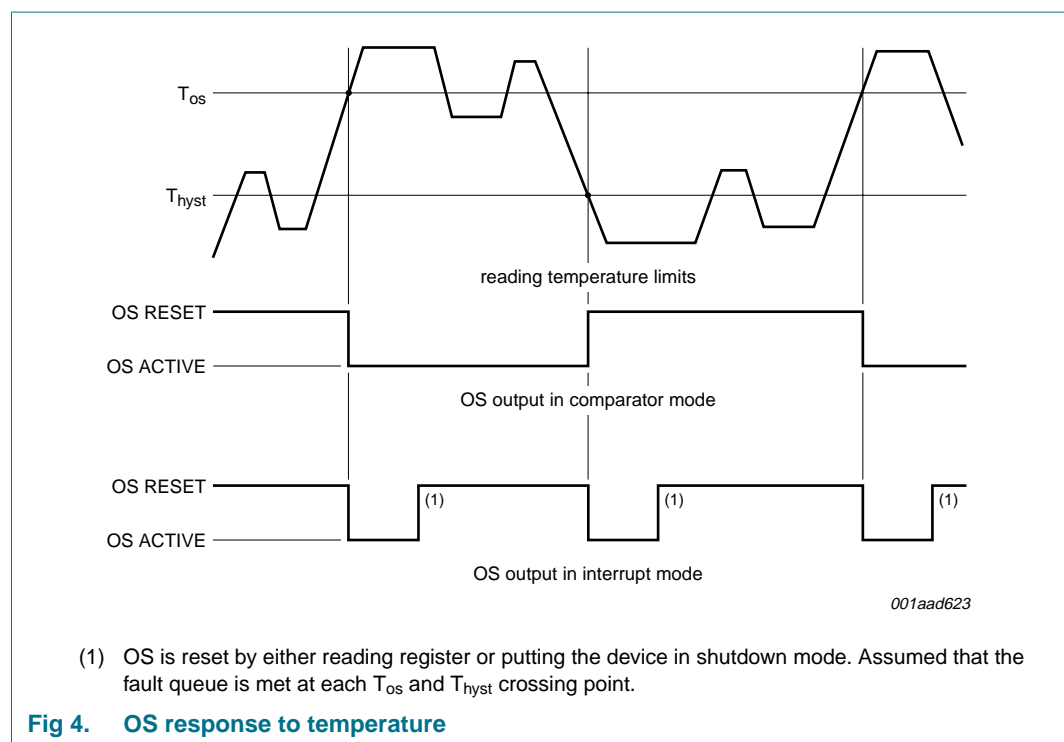 Tos
Thyst
reading temperature limits
OS RESET
OS ACTIVE
OS output in comparator mode
OS RESET
(1)
(1)
(1)
OS ACTIVE
OS output in interrupt mode
001aad623
(1) OS is reset by either reading register or putting the device in shutdown mode. Assumed that the
fault queue is met at each Tos and Thyst crossing point.
Fig 4. OS response to temperature